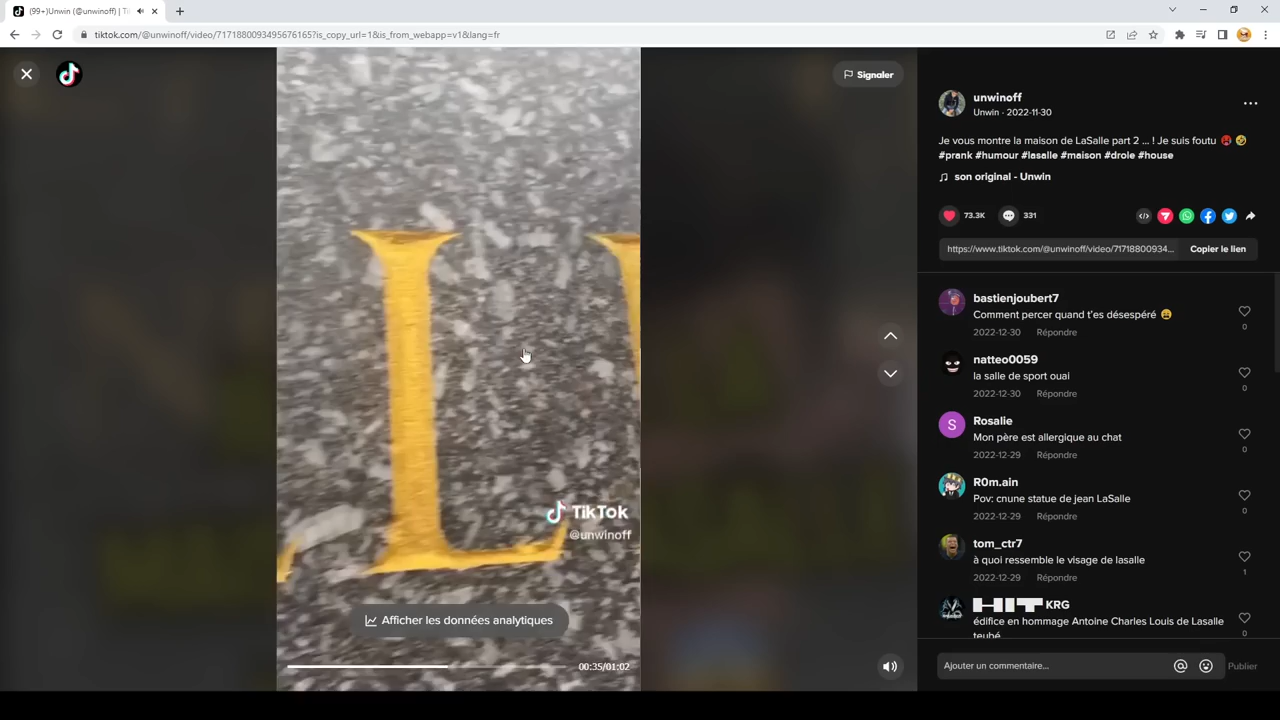 (99+)Unwin (@unwinoff) | Ti
tiktok.com/@unwinoff/video/7171880093495676165?is_copy_url=1&is_from_webapp=v1&lang=fr
Signaler
L
TikTok
@unwinoff
Afficher les données analytiques
00:35/01:02
unwinoff
Unwin · 2022-11-30
Je vous montre la maison de LaSalle part 2 ... ! Je suis foutu
#prank #humour #lasalle #maison #drole #house
son original - Unwin
73.3K
331
https://www.tiktok.com/@unwinoff/video/71718800934...
Copier le lien
bastienjoubert7
Comment percer quand t'es désespéré 😩
0
2022-12-30 Répondre
natteo0059
la salle de sport ouai
0
2022-12-30 Répondre
S
Rosalie
Mon père est allergique au chat
0
2022-12-29 Répondre
R0m.ain
Pov: cnune statue de jean LaSalle
0
2022-12-29 Répondre
tom_ctr7
à quoi ressemble le visage de lasalle
1
2022-12-29 Répondre
KRG
édifice en hommage Antoine Charles Louis de Lasalle
teubé
0
Ajouter un commentaire...
Publier